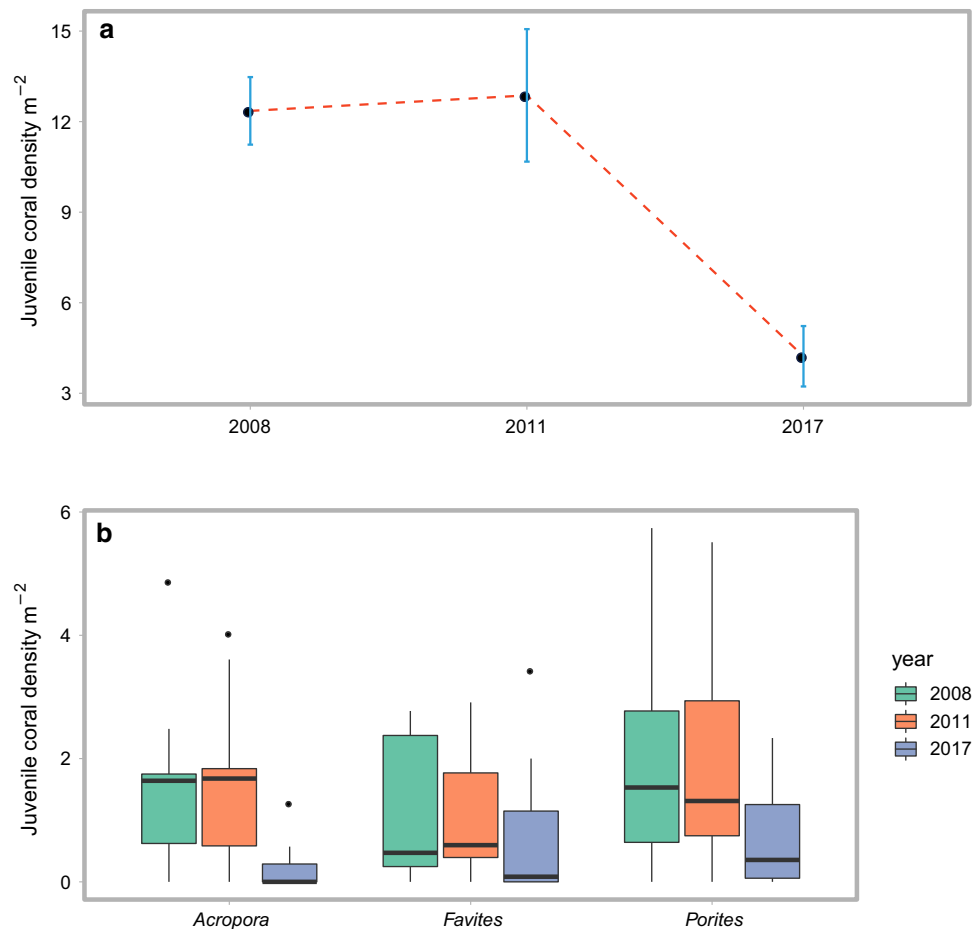 a
Juvenile coral density m⁻²
15
12
9
6
3
2008 2011 2017
b
Juvenile coral density m⁻²
6
4
2
0
Acropora Favites Porites
year
2008
2011
2017